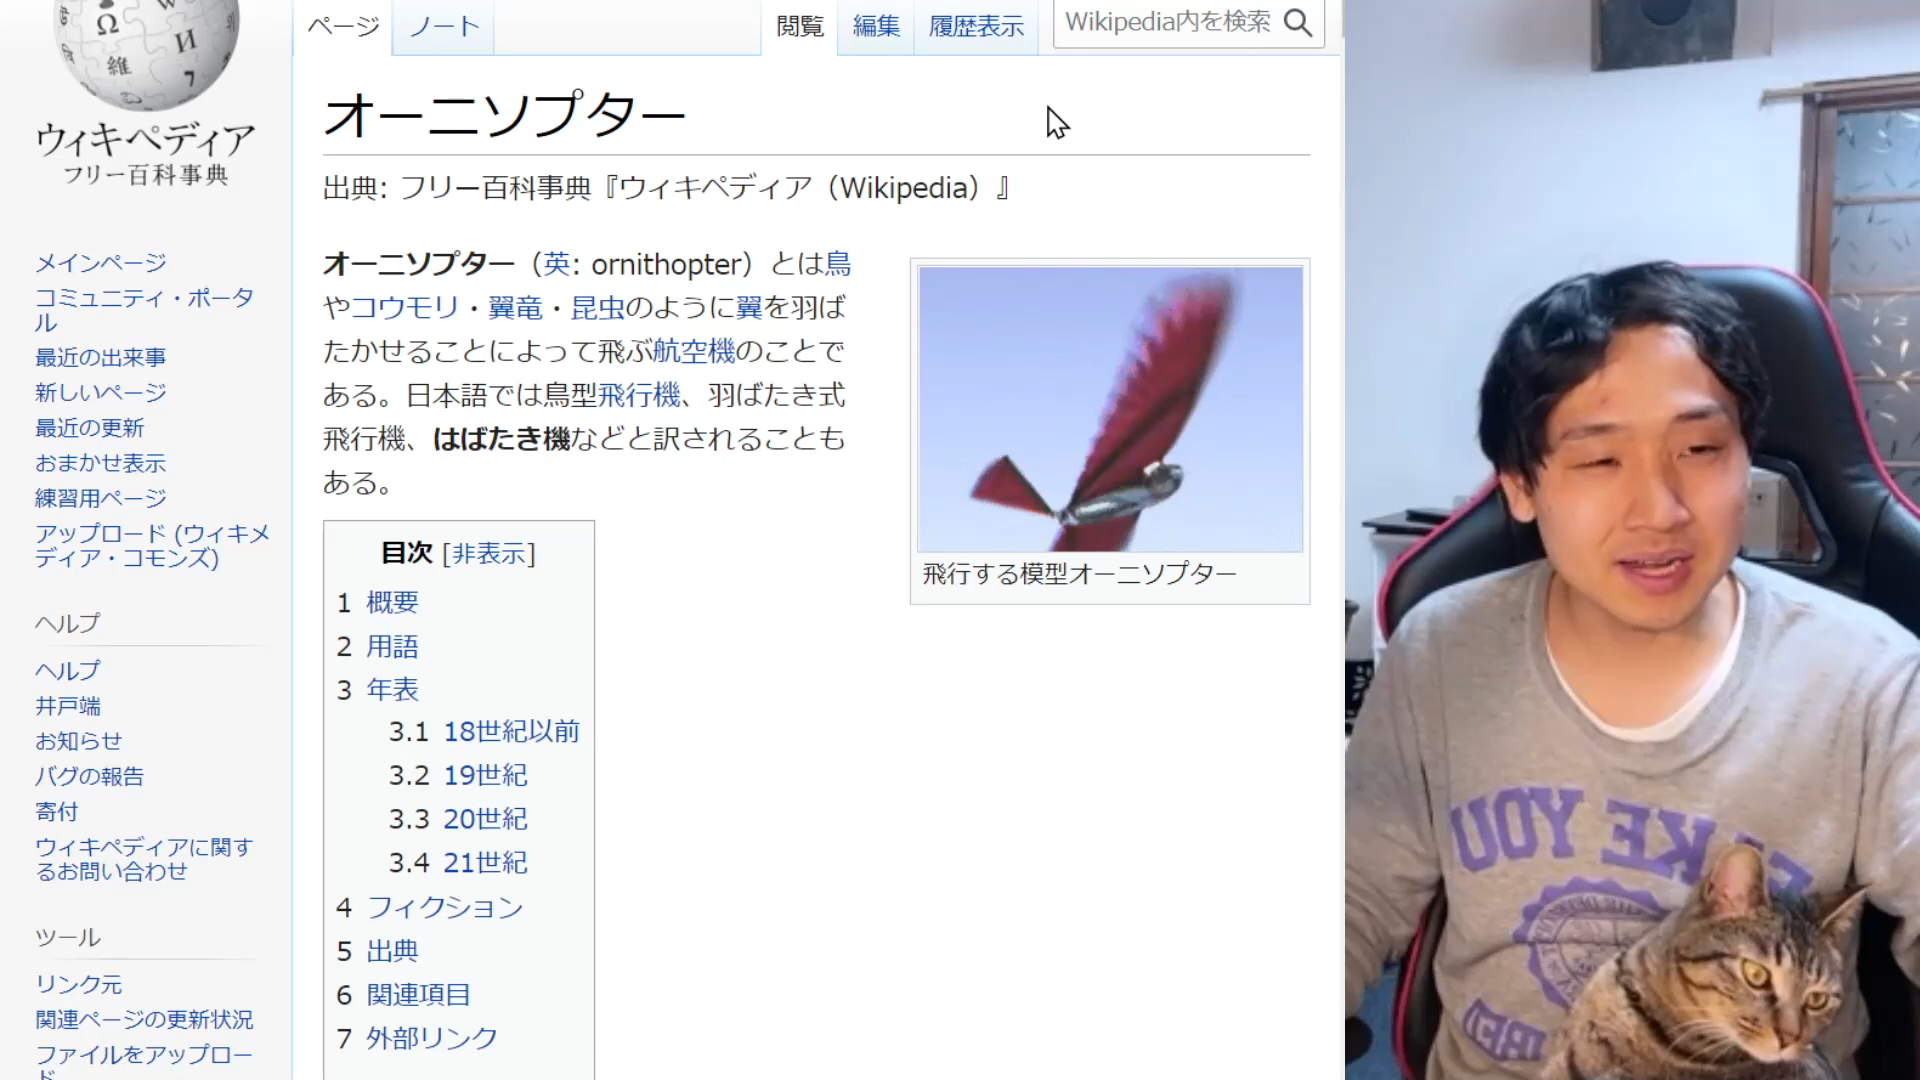 Ω
W
И
維
7
ウィキペディア
フリー百科事典
メインページ
コミュニティ・ポータ
ル
最近の出来事
新しいページ
最近の更新
おまかせ表示
練習用ページ
アップロード (ウィキメ
ディア・コモンズ)
ヘルプ
ヘルプ
井戸端
お知らせ
バグの報告
寄付
ウィキペディアに関す
るお問い合わせ
ツール
リンク元
関連ページの更新状況
ファイルをアップロー
ド
ページ ノート 閲覧 編集 履歴表示 Wikipedia内を検索
オーニソプター
出典: フリー百科事典『ウィキペディア（Wikipedia）』
オーニソプター（英: ornithopter）とは鳥
やコウモリ・翼竜・昆虫のように翼を羽ば
たかせることによって飛ぶ航空機のことで
ある。日本語では鳥型飛行機、羽ばたき式
飛行機、はばたき機などと訳されることも
ある。
飛行する模型オーニソプター
目次 [非表示]
1 概要
2 用語
3 年表
3.1 18世紀以前
3.2 19世紀
3.3 20世紀
3.4 21世紀
4 フィクション
5 出典
6 関連項目
7 外部リンク
YOU